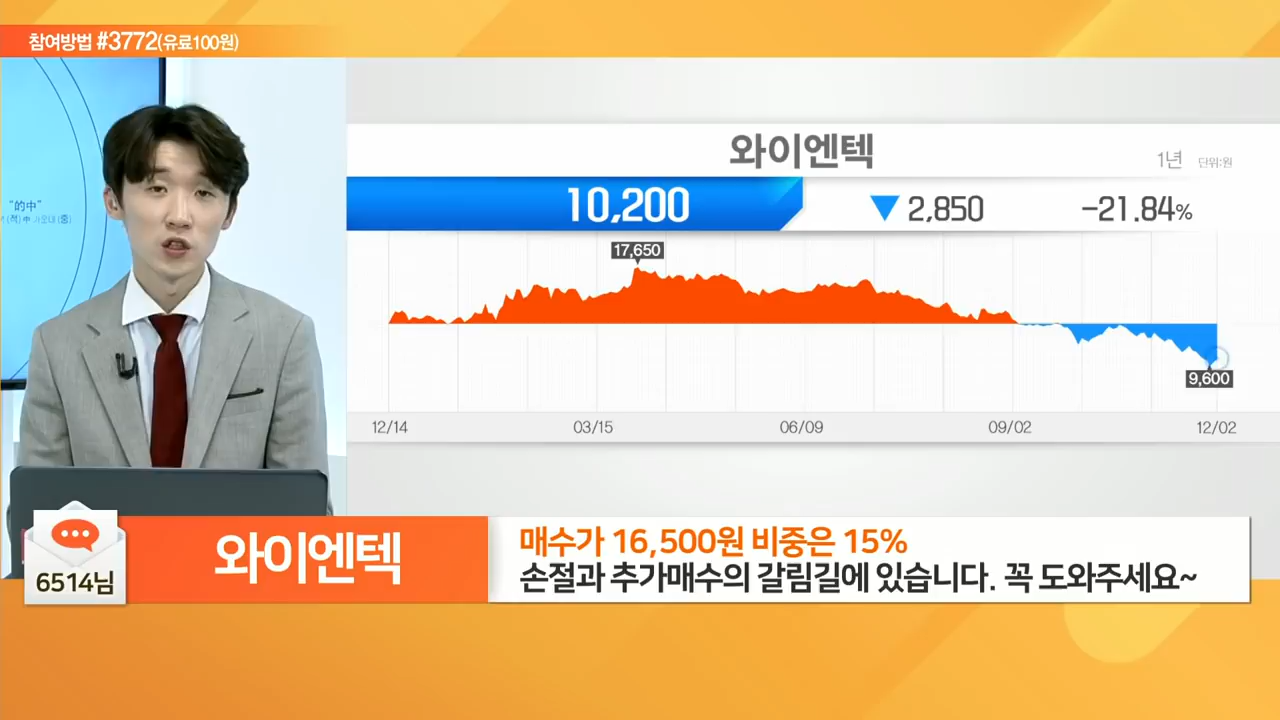 참여방법 #3772(유료100원)
"的中"
와이엔텍
1년 단위:원
10,200 ▼ 2,850 -21.84%
17,650
9,600
12/14 03/15 06/09 09/02 12/02
6514님
와이엔텍
매수가 16,500원 비중은 15%
손절과 추가매수의 갈림길에 있습니다. 꼭 도와주세요~